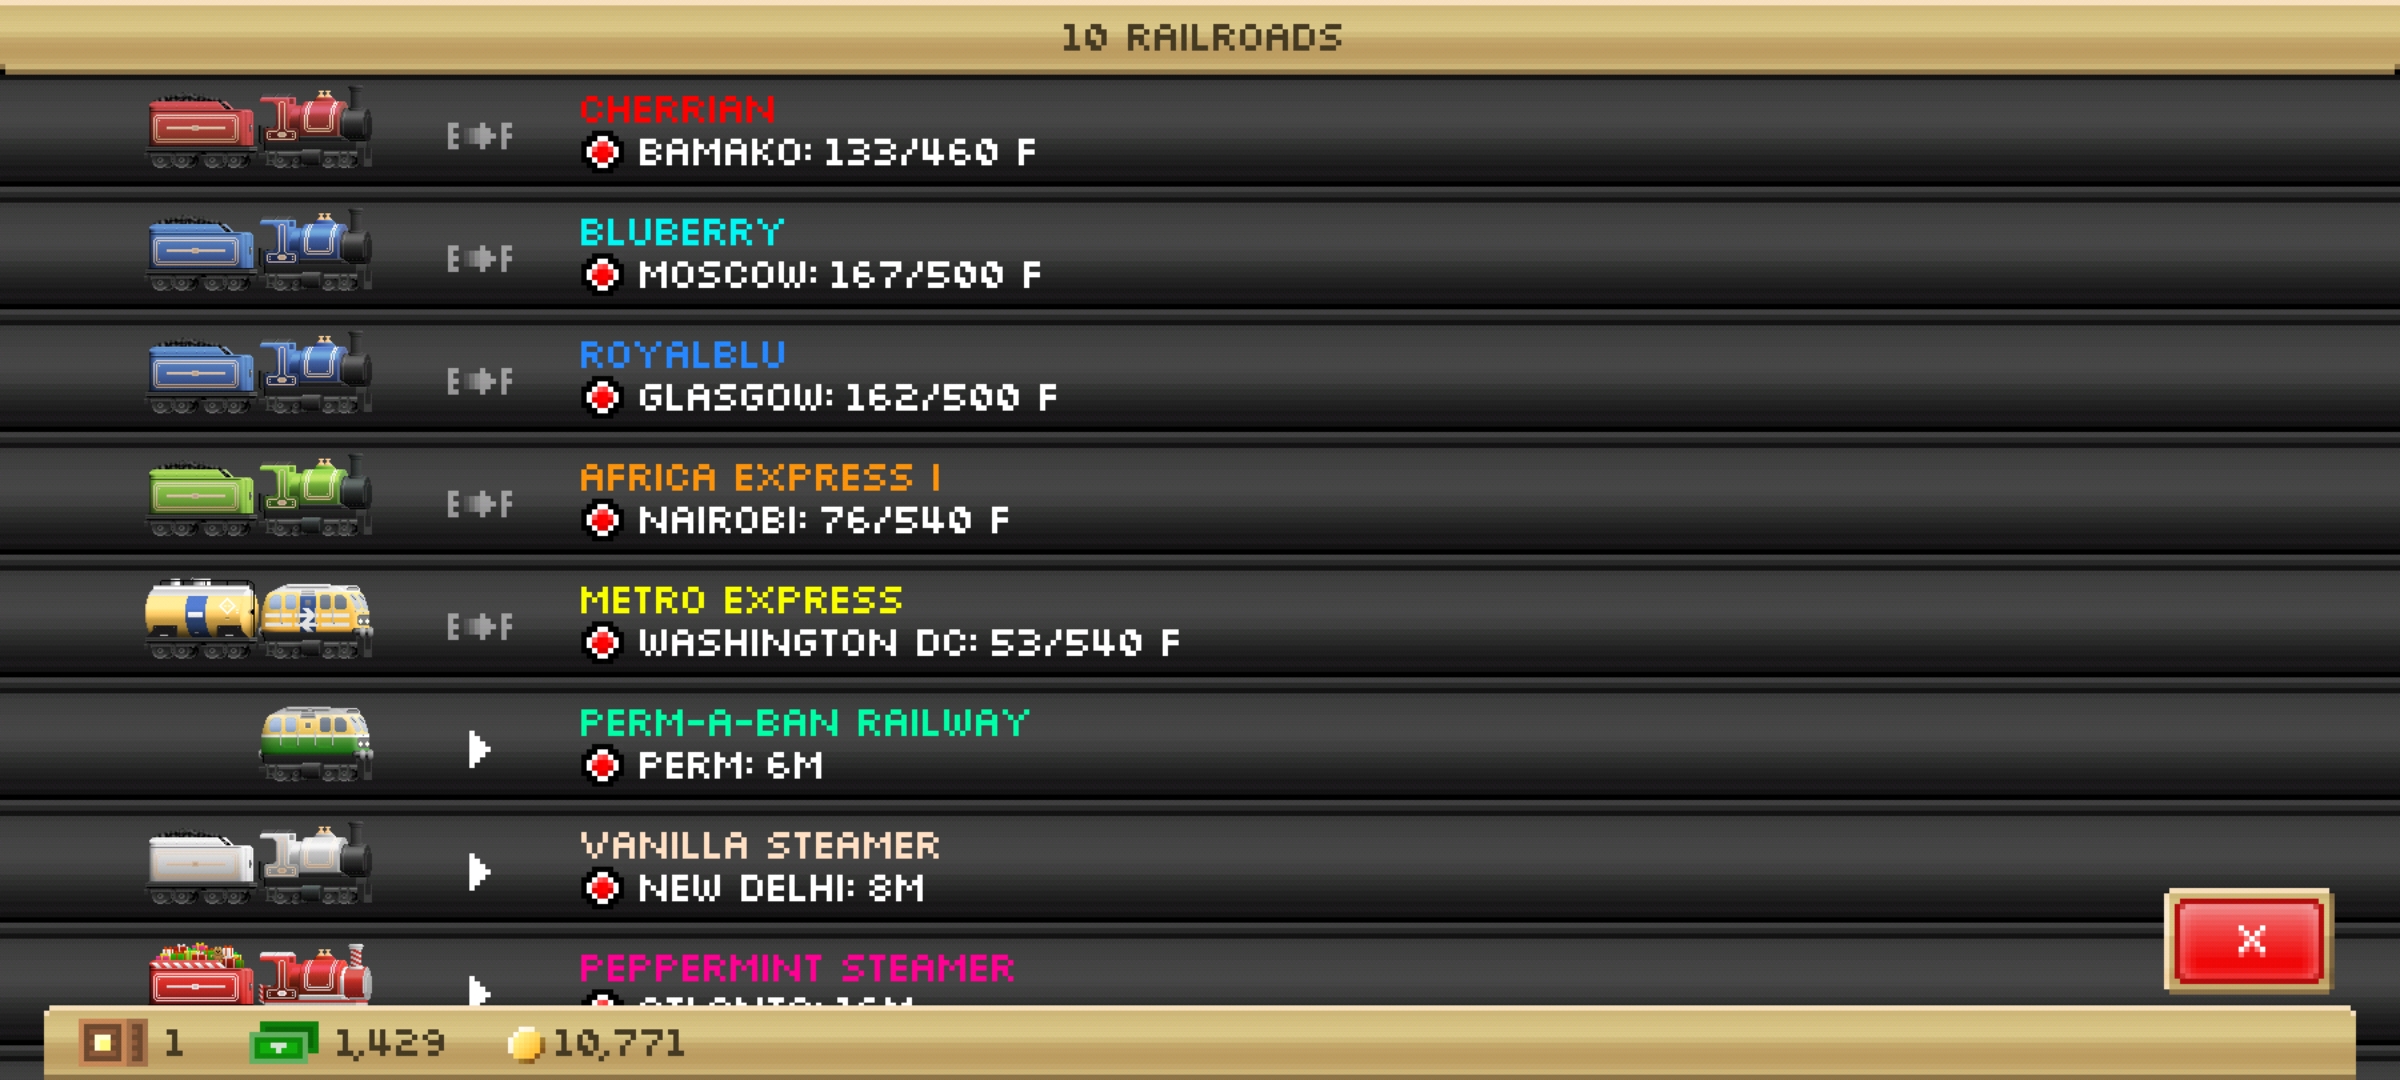 10 RAILROADS
E F
CHERRIAN
BAMAKO: 133/460 F
E F
BLUBERRY
MOSCOW: 167/500 F
E F
ROYALBLU
GLASGOW: 162/500 F
E F
AFRICA EXPRESS I
NAIROBI: 76/540 F
E F
METRO EXPRESS
WASHINGTON DC: 53/540 F
PERM-A-BAN RAILWAY
PERM: 6M
VANILLA STEAMER
NEW DELHI: 8M
PEPPERMINT STEAMER
X
1 1,429 10,771